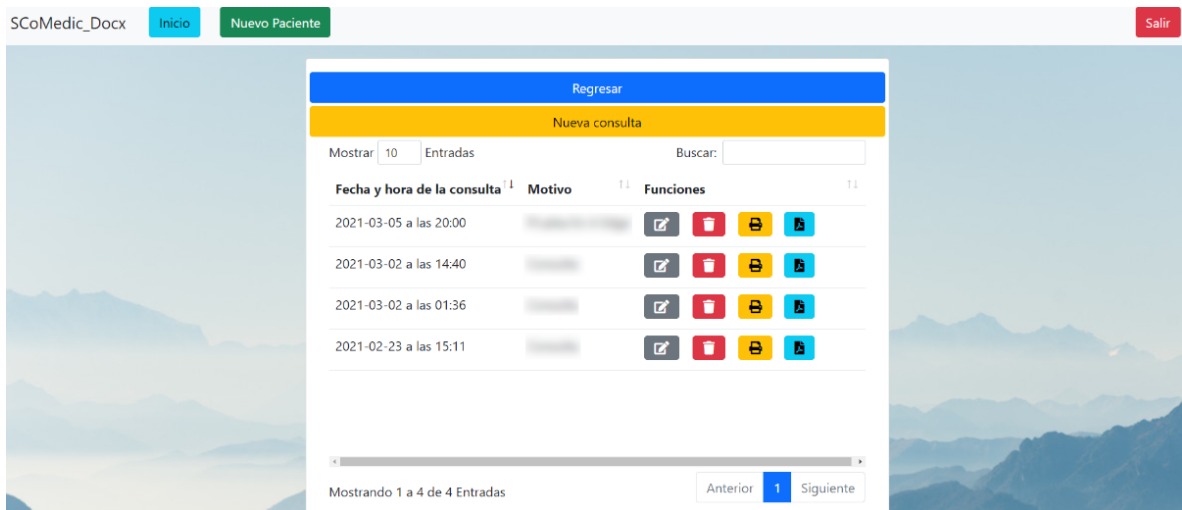 SCoMedic_Docx Inicio Nuevo Paciente Salir
Regresar
Nueva consulta
Mostrar 10 Entradas Buscar:
Fecha y hora de la consulta Motivo Funciones
2021-03-05 a las 20:00
2021-03-02 a las 14:40
2021-03-02 a las 01:36
2021-02-23 a las 15:11
Mostrando 1 a 4 de 4 Entradas Anterior 1 Siguiente